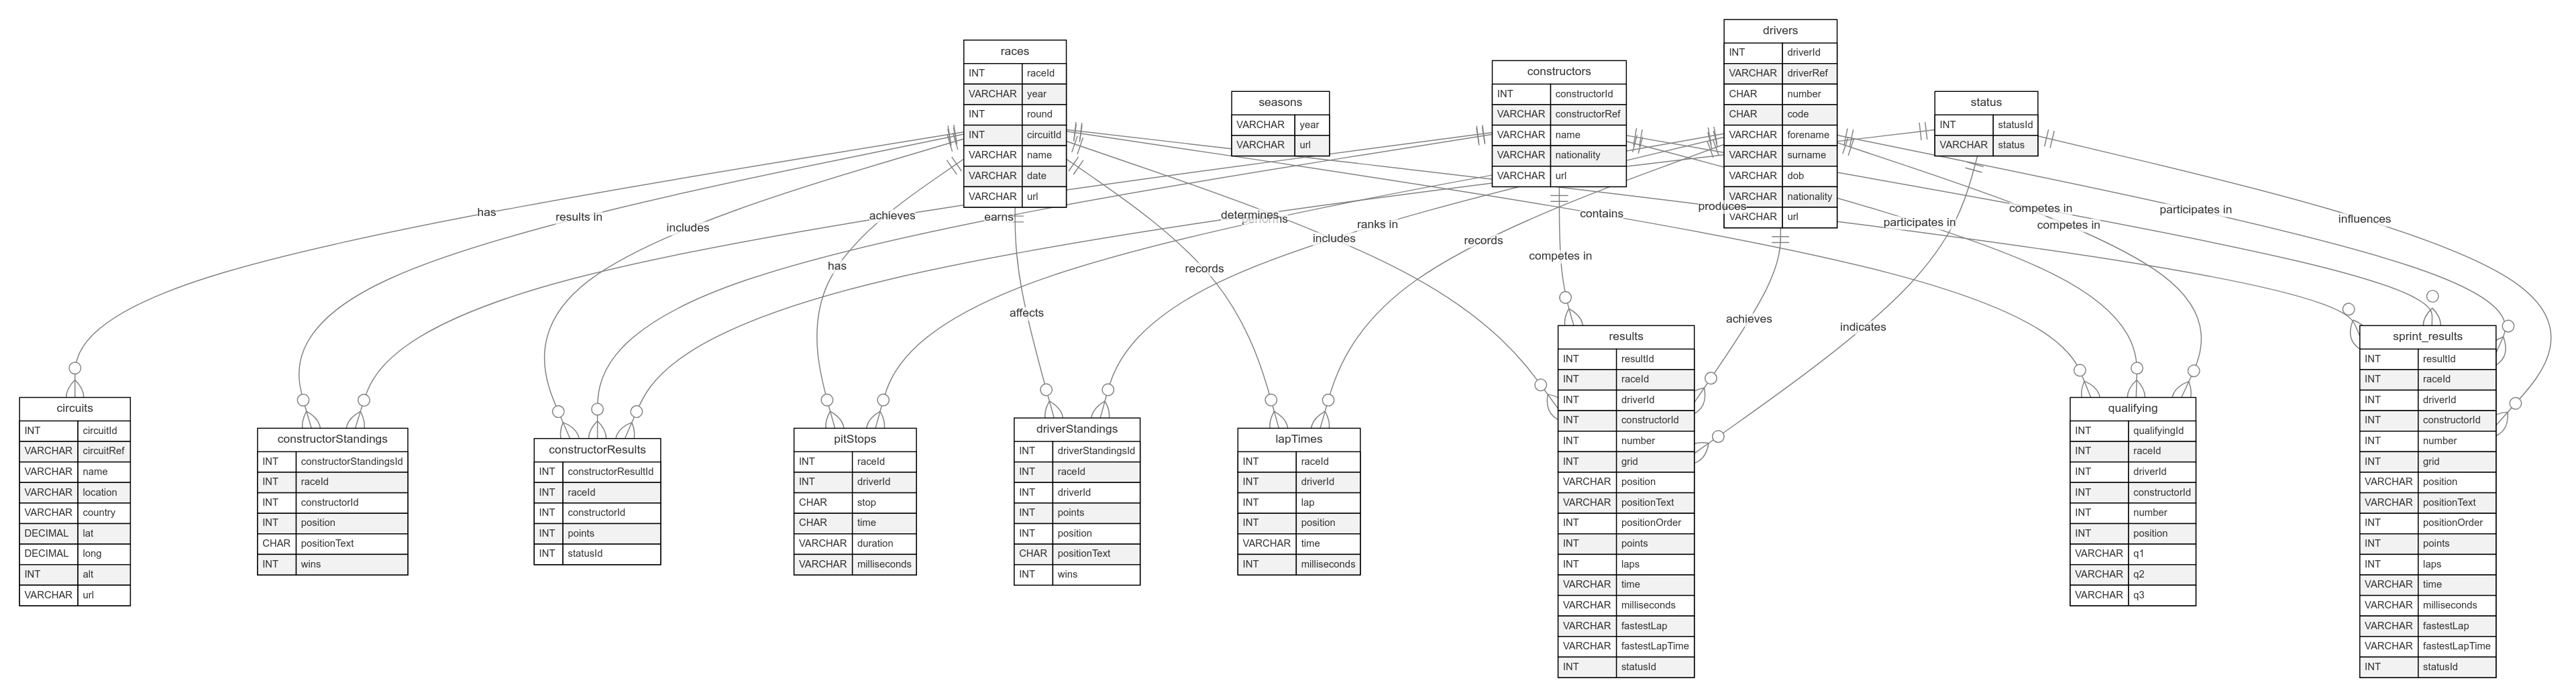 drivers
INT driverId
VARCHAR driverRef
CHAR number
CHAR code
VARCHAR forename
VARCHAR surname
VARCHAR dob
VARCHAR nationality
VARCHAR url
races
INT raceId
VARCHAR year
INT round
INT circuitId
VARCHAR name
VARCHAR date
VARCHAR url
constructors
INT constructorId
VARCHAR constructorRef
VARCHAR name
VARCHAR nationality
VARCHAR url
seasons
VARCHAR year
VARCHAR url
status
INT statusId
VARCHAR status
has
results in
includes
achieves
earns
determines
ranks in
includes
contains
produces
participates in
competes in
competes in
participates in
influences
has
records
records
competes in
affects
achieves
indicates
circuits
INT circuitId
VARCHAR circuitRef
VARCHAR name
VARCHAR location
VARCHAR country
DECIMAL lat
DECIMAL long
INT alt
VARCHAR url
constructorStandings
INT constructorStandingsId
INT raceId
INT constructorId
INT position
CHAR positionText
INT wins
constructorResults
INT constructorResultId
INT raceId
INT constructorId
INT points
INT statusId
pitStops
INT raceId
INT driverId
CHAR stop
CHAR time
VARCHAR duration
VARCHAR milliseconds
driverStandings
INT driverStandingsId
INT raceId
INT driverId
INT points
INT position
CHAR positionText
INT wins
lapTimes
INT raceId
INT driverId
INT lap
INT position
VARCHAR time
INT milliseconds
results
INT resultId
INT raceId
INT driverId
INT constructorId
INT number
INT grid
VARCHAR position
VARCHAR positionText
INT positionOrder
INT points
INT laps
VARCHAR time
VARCHAR milliseconds
VARCHAR fastestLap
VARCHAR fastestLapTime
INT statusId
qualifying
INT qualifyingId
INT raceId
INT driverId
INT constructorId
INT number
INT position
VARCHAR q1
VARCHAR q2
VARCHAR q3
sprint_results
INT resultId
INT raceId
INT driverId
INT constructorId
INT number
INT grid
VARCHAR position
VARCHAR positionText
INT positionOrder
INT points
INT laps
VARCHAR time
VARCHAR milliseconds
VARCHAR fastestLap
VARCHAR fastestLapTime
INT statusId